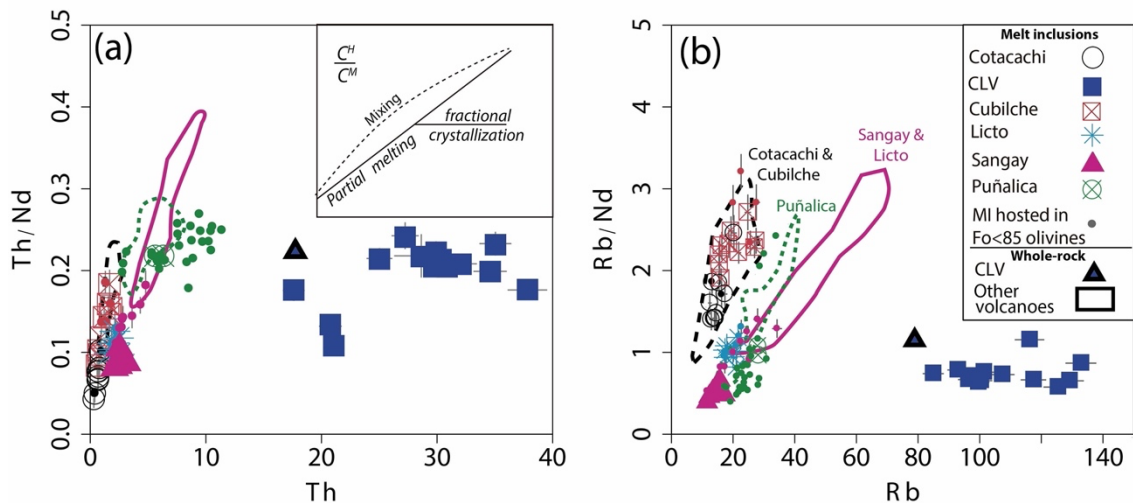 (a)
0.5
0.4
0.3
0.2
0.1
0.0
Th/Nd
0
10
20
30
40
Th
C^H
C^M
Mixing
Partial melting
fractional
crystallization
(b)
5
4
3
2
1
0
Rb/Nd
0
20
40
60
80
100
120
140
Rb
Cotacachi &
Cubilche
Puñalica
Sangay &
Licto
Melt inclusions
Cotacachi
CLV
Cubilche
Licto
Sangay
Puñalica
MI hosted in
Fo<85 olivines
Whole-rock
CLV
Other
volcanoes